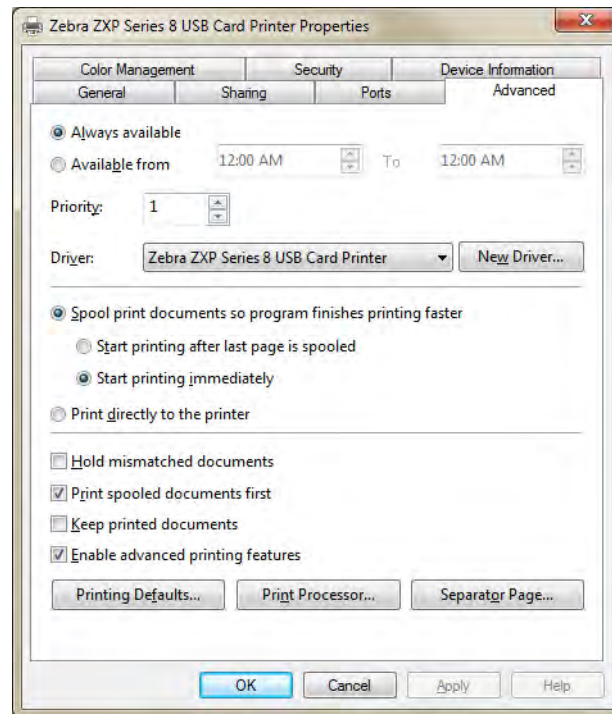 Zebra ZXP Series 8 USB Card Printer Properties
Color Management Security Device Information
General Sharing Ports Advanced
Always available
Available from 12:00 AM To 12:00 AM
Priority: 1
Driver: Zebra ZXP Series 8 USB Card Printer New Driver...
Spool print documents so program finishes printing faster
Start printing after last page is spooled
Start printing immediately
Print directly to the printer
Hold mismatched documents
Print spooled documents first
Keep printed documents
Enable advanced printing features
Printing Defaults... Print Processor... Separator Page...
OK Cancel Apply Help